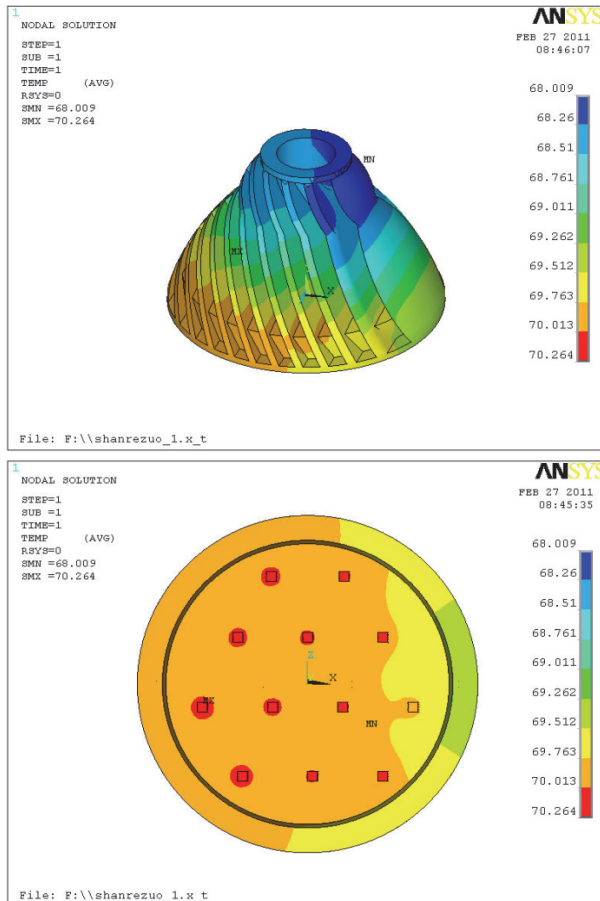 1
NODAL SOLUTION
STEP=1
SUB =1
TIME=1
TEMP (AVG)
RSYS=0
SMN =68.009
SMX =70.264
ANSYS
FEB 27 2011
08:46:07
68.009
68.26
68.51
68.761
69.011
69.262
69.512
69.763
70.013
70.264
MN
MX
X
File: F:\\shanrezuo_1.x_t
1
NODAL SOLUTION
STEP=1
SUB =1
TIME=1
TEMP (AVG)
RSYS=0
SMN =68.009
SMX =70.264
ANSYS
FEB 27 2011
08:45:35
68.009
68.26
68.51
68.761
69.011
69.262
69.512
69.763
70.013
70.264
Z
X
MX
MN
File: F:\\shanrezuo_1.x_t